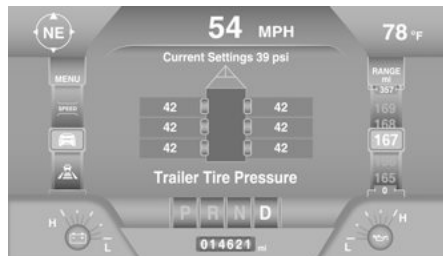 NE
54 MPH
78 °F
Current Settings 39 psi
MENU
SPEED
RANGE
mi
357
169
168
167
165
0
42 42
42 42
42 42
Trailer Tire Pressure
P R N D
H
L
014621 mi
H
L